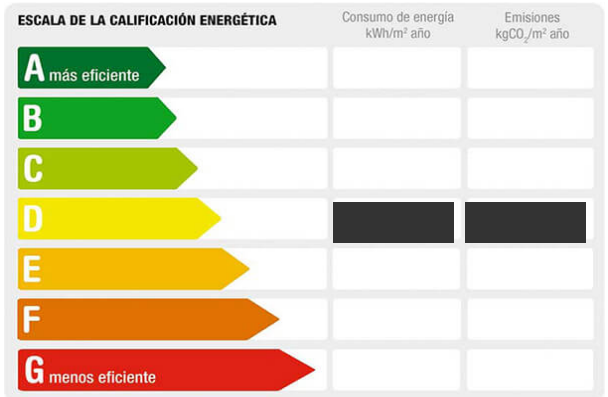 ESCALA DE LA CALIFICACIÓN ENERGÉTICA
Consumo de energía
kWh/m² año
Emisiones
kgCO₂/m² año
A más eficiente
B
C
D
E
F
G menos eficiente